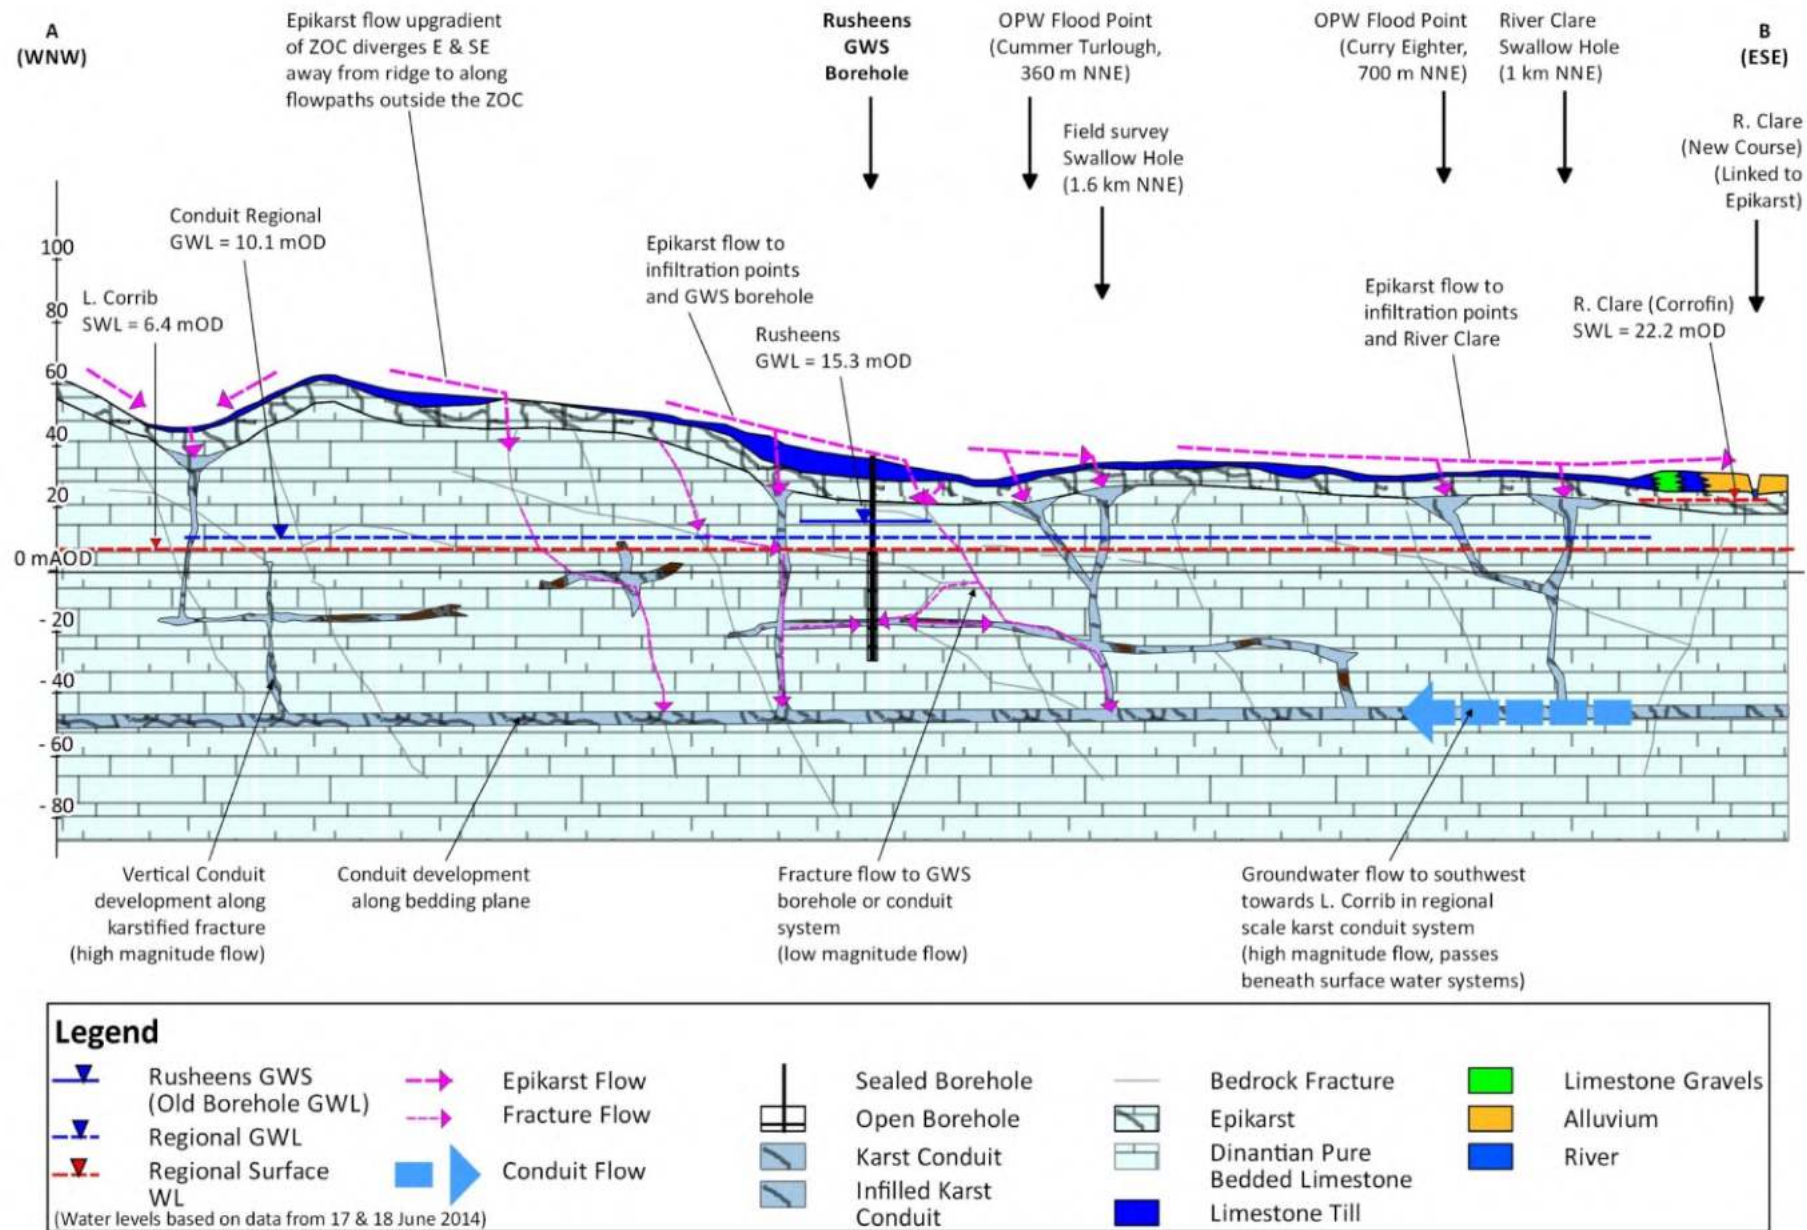 A
(WNW)
Epikarst flow upgradient
of ZOC diverges E & SE
away from ridge to along
flowpaths outside the ZOC
Rusheens
GWS
Borehole
OPW Flood Point
(Cummer Turlough,
360 m NNE)
OPW Flood Point
(Curry Eighter,
700 m NNE)
River Clare
Swallow Hole
(1 km NNE)
B
(ESE)
Field survey
Swallow Hole
(1.6 km NNE)
R. Clare
(New Course)
(Linked to
Epikarst)
Conduit Regional
GWL = 10.1 mOD
L. Corrib
SWL = 6.4 mOD
Epikarst flow to
infiltration points
and GWS borehole
Rusheens
GWL = 15.3 mOD
Epikarst flow to
infiltration points
and River Clare
R. Clare (Corrofin)
SWL = 22.2 mOD
100
80
60
40
20
0 mAOD
- 20
- 40
- 60
- 80
Vertical Conduit
development along
karstified fracture
(high magnitude flow)
Conduit development
along bedding plane
Fracture flow to GWS
borehole or conduit
system
(low magnitude flow)
Groundwater flow to southwest
towards L. Corrib in regional
scale karst conduit system
(high magnitude flow, passes
beneath surface water systems)
Legend
Rusheens GWS
(Old Borehole GWL)
Regional GWL
Regional Surface
WL
(Water levels based on data from 17 & 18 June 2014)
Epikarst Flow
Fracture Flow
Conduit Flow
Sealed Borehole
Open Borehole
Karst Conduit
Infilled Karst
Conduit
Bedrock Fracture
Epikarst
Dinantian Pure
Bedded Limestone
Limestone Till
Limestone Gravels
Alluvium
River